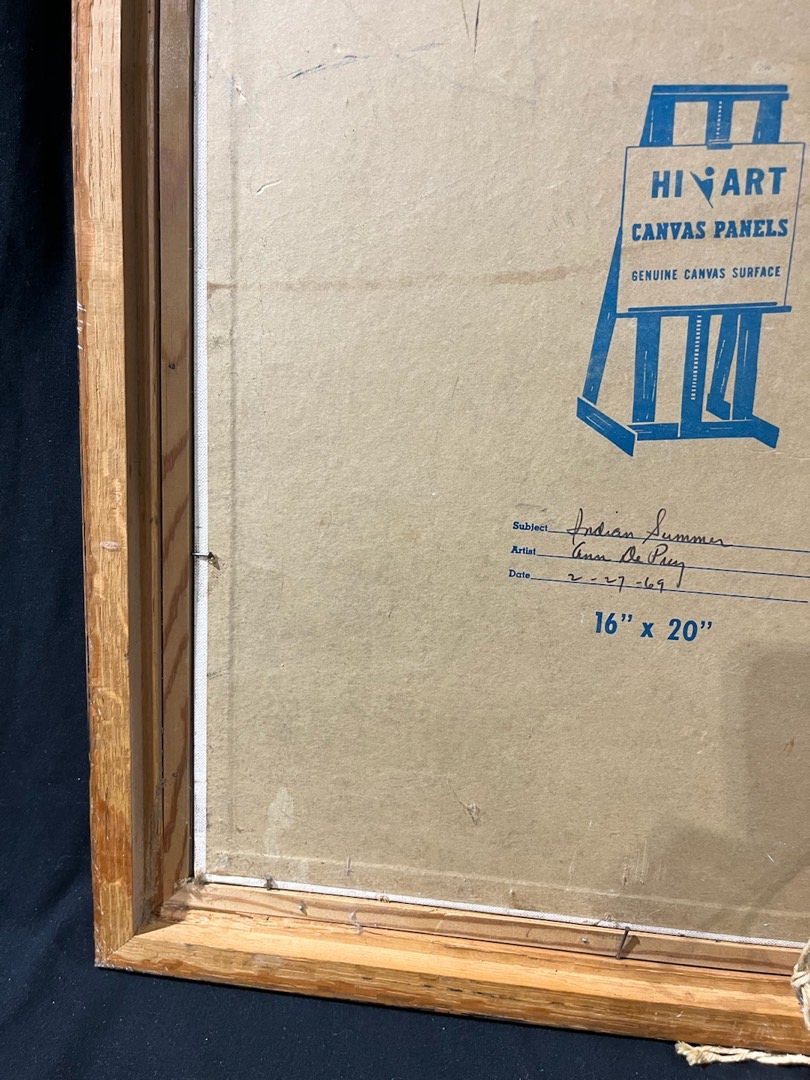 HI ART
CANVAS PANELS
GENUINE CANVAS SURFACE
Subject Indian Summer
Artist Ann De Pruy
Date 2-27-69
16" x 20"